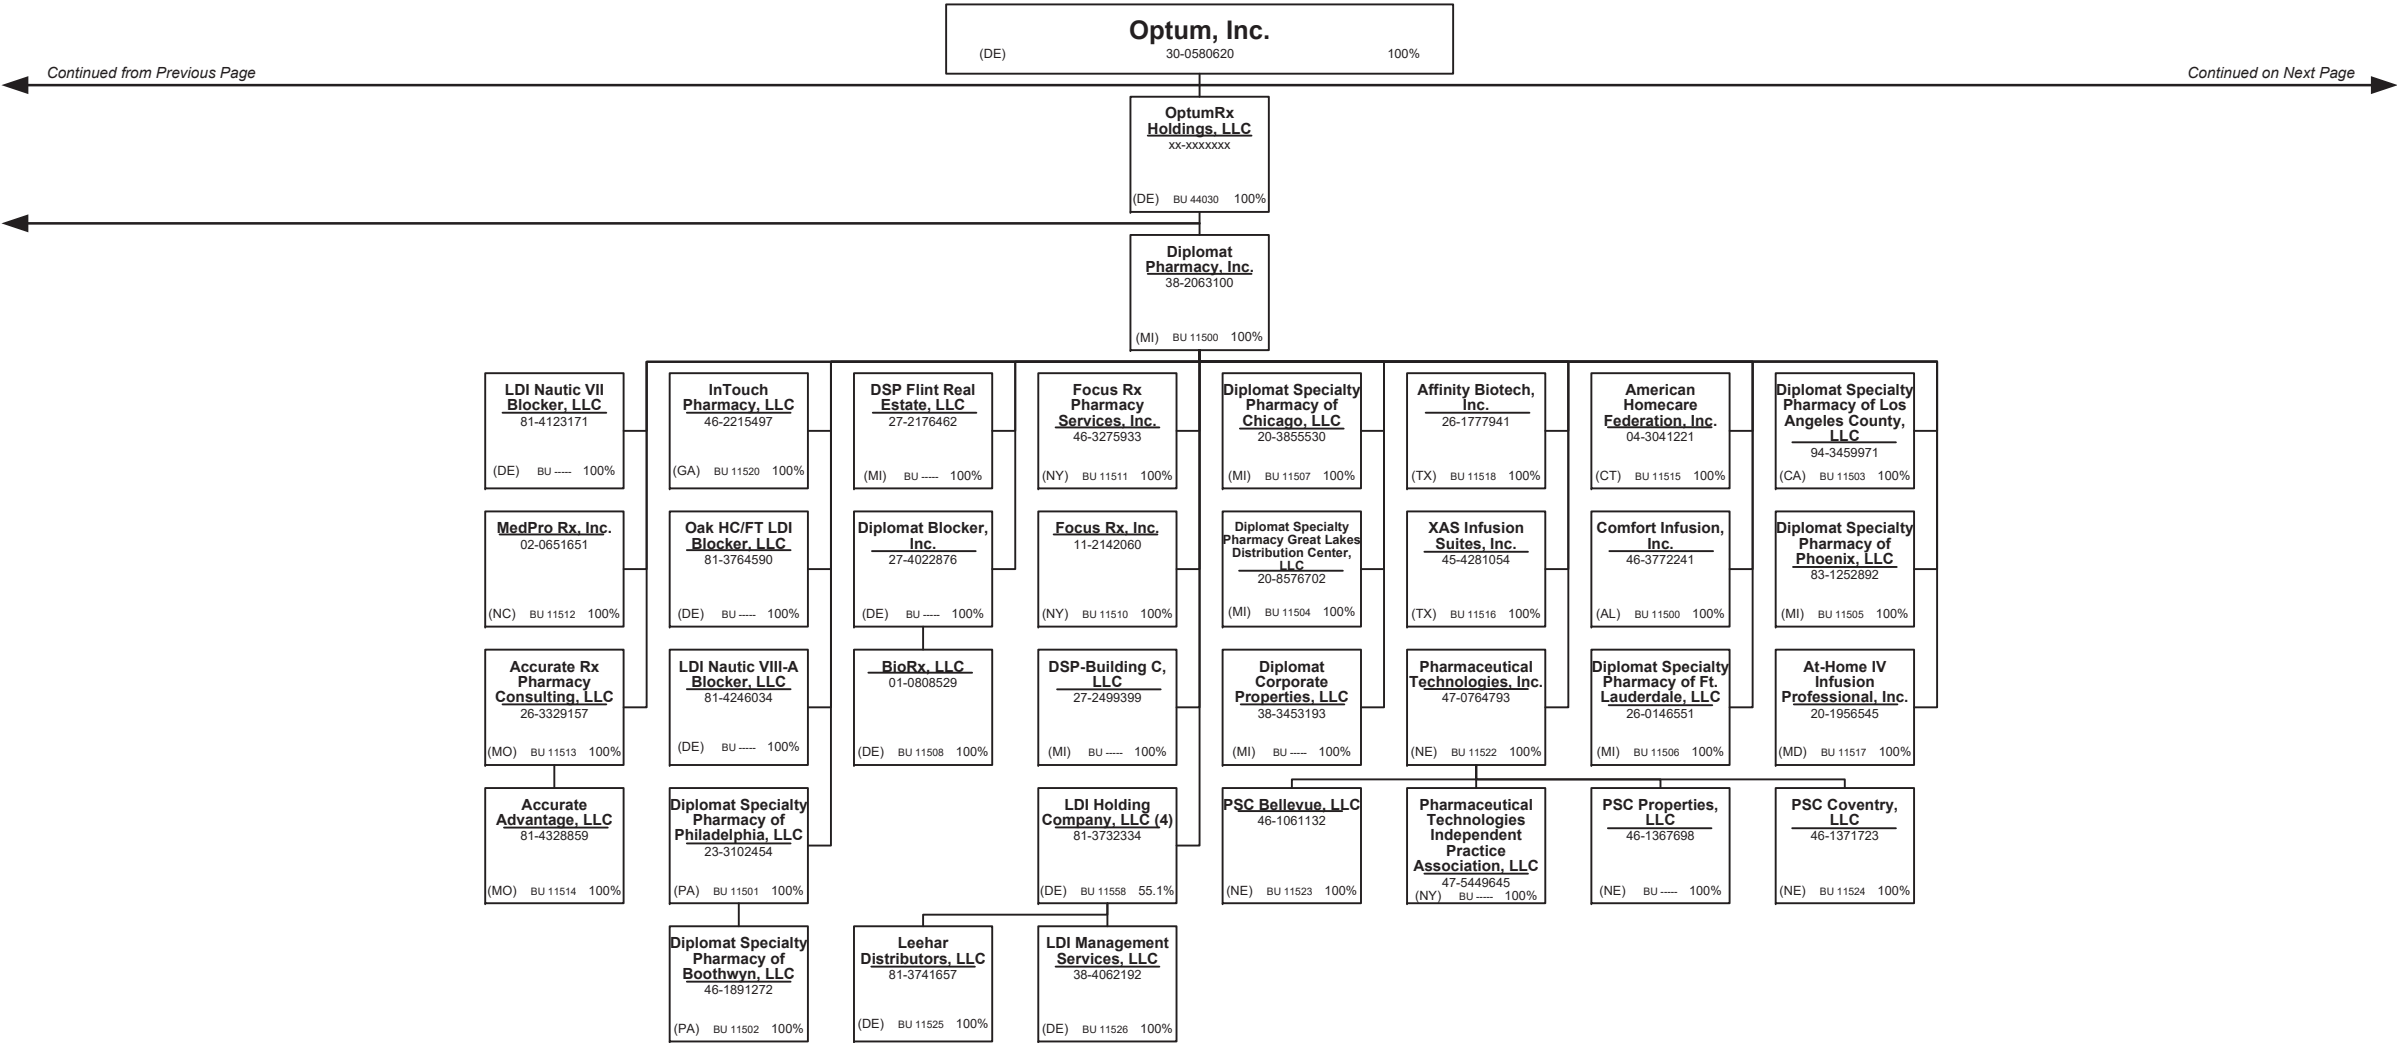 Optum, Inc.
(DE) 30-0580620 100%
Continued from Previous Page
Continued on Next Page
OptumRx
Holdings, LLC
xx-xxxxxxx
(DE) BU 44030 100%
Diplomat
Pharmacy, Inc.
38-2063100
(MI) BU 11500 100%
LDI Nautic VII
Blocker, LLC
81-4123171
(DE) BU ----- 100%
InTouch
Pharmacy, LLC
46-2215497
(GA) BU 11520 100%
DSP Flint Real
Estate, LLC
27-2176462
(MI) BU ----- 100%
Focus Rx
Pharmacy
Services, Inc.
46-3275933
(NY) BU 11511 100%
Diplomat Specialty
Pharmacy of
Chicago, LLC
20-3855530
(MI) BU 11507 100%
Affinity Biotech,
Inc.
26-1777941
(TX) BU 11518 100%
American
Homecare
Federation, Inc.
04-3041221
(CT) BU 11515 100%
Diplomat Specialty
Pharmacy of Los
Angeles County,
LLC
94-3459971
(CA) BU 11503 100%
MedPro Rx, Inc.
02-0651651
(NC) BU 11512 100%
Oak HC/FT LDI
Blocker, LLC
81-3764590
(DE) BU ----- 100%
Diplomat Blocker,
Inc.
27-4022876
(DE) BU ----- 100%
Focus Rx, Inc.
11-2142060
(NY) BU 11510 100%
Diplomat Specialty
Pharmacy Great Lakes
Distribution Center,
LLC
20-8576702
(MI) BU 11504 100%
XAS Infusion
Suites, Inc.
45-4281054
(TX) BU 11516 100%
Comfort Infusion,
Inc.
46-3772241
(AL) BU 11500 100%
Diplomat Specialty
Pharmacy of
Phoenix, LLC
83-1252892
(MI) BU 11505 100%
Accurate Rx
Pharmacy
Consulting, LLC
26-3329157
(MO) BU 11513 100%
LDI Nautic VIII-A
Blocker, LLC
81-4246034
(DE) BU ----- 100%
BioRx, LLC
01-0808529
(DE) BU 11508 100%
DSP-Building C,
LLC
27-2499399
(MI) BU ----- 100%
Diplomat
Corporate
Properties, LLC
38-3453193
(MI) BU ----- 100%
Pharmaceutical
Technologies, Inc.
47-0764793
(NE) BU 11522 100%
Diplomat Specialty
Pharmacy of Ft.
Lauderdale, LLC
26-0146551
(MI) BU 11506 100%
At-Home IV
Infusion
Professional, Inc.
20-1956545
(MD) BU 11517 100%
Accurate
Advantage, LLC
81-4328859
(MO) BU 11514 100%
Diplomat Specialty
Pharmacy of
Philadelphia, LLC
23-3102454
(PA) BU 11501 100%
LDI Holding
Company, LLC (4)
81-3732334
(DE) BU 11558 55.1%
PSC Bellevue, LLC
46-1061132
(NE) BU 11523 100%
Pharmaceutical
Technologies
Independent
Practice
Association, LLC
47-5449645
(NY) BU ----- 100%
PSC Properties,
LLC
46-1367698
(NE) BU ----- 100%
PSC Coventry,
LLC
46-1371723
(NE) BU 11524 100%
Diplomat Specialty
Pharmacy of
Boothwyn, LLC
46-1891272
(PA) BU 11502 100%
Leehar
Distributors, LLC
81-3741657
(DE) BU 11525 100%
LDI Management
Services, LLC
38-4062192
(DE) BU 11526 100%